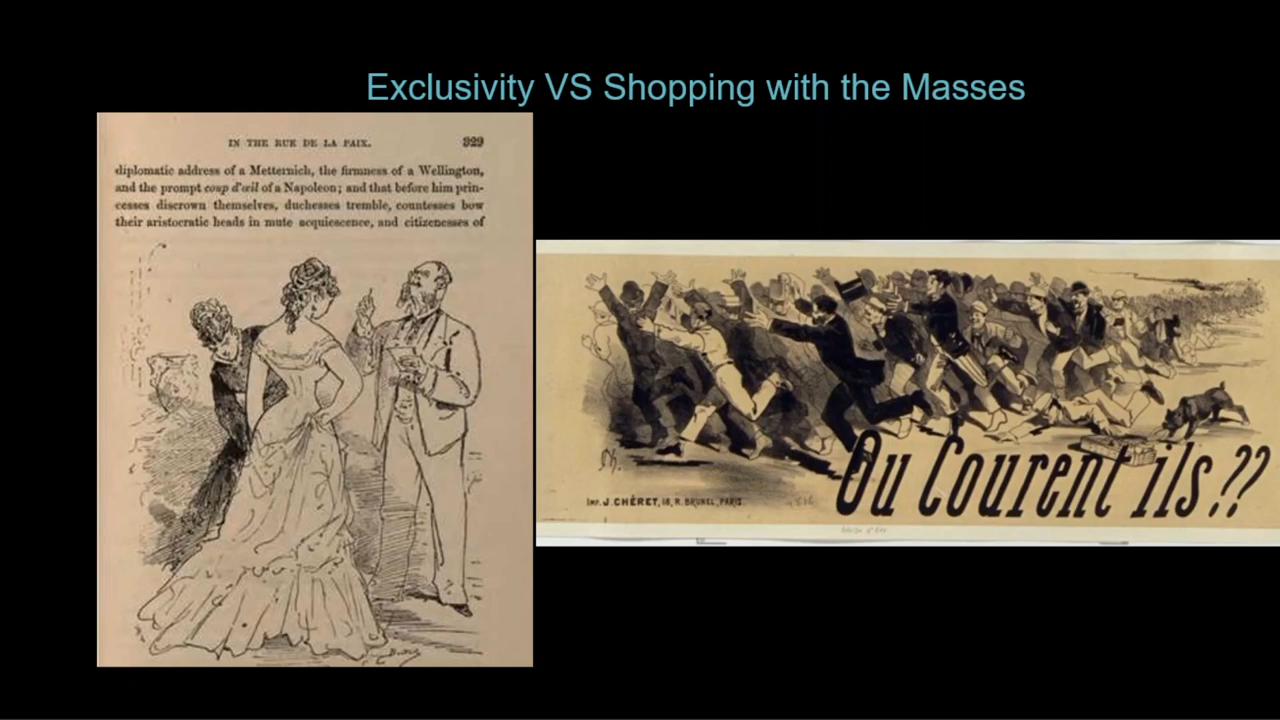 Exclusivity VS Shopping with the Masses
IN THE RUE DE LA PAIX. 329
diplomatic address of a Metternich, the firmness of a Wellington,
and the prompt coup d'œil of a Napoleon; and that before him prin-
cesses discrown themselves, duchesses tremble, countesses bow
their aristocratic heads in mute acquiescence, and citizenesses of
Ou Courent ils??
IMP. J. CHÉRET, 18, R. BRUNEL, PARIS